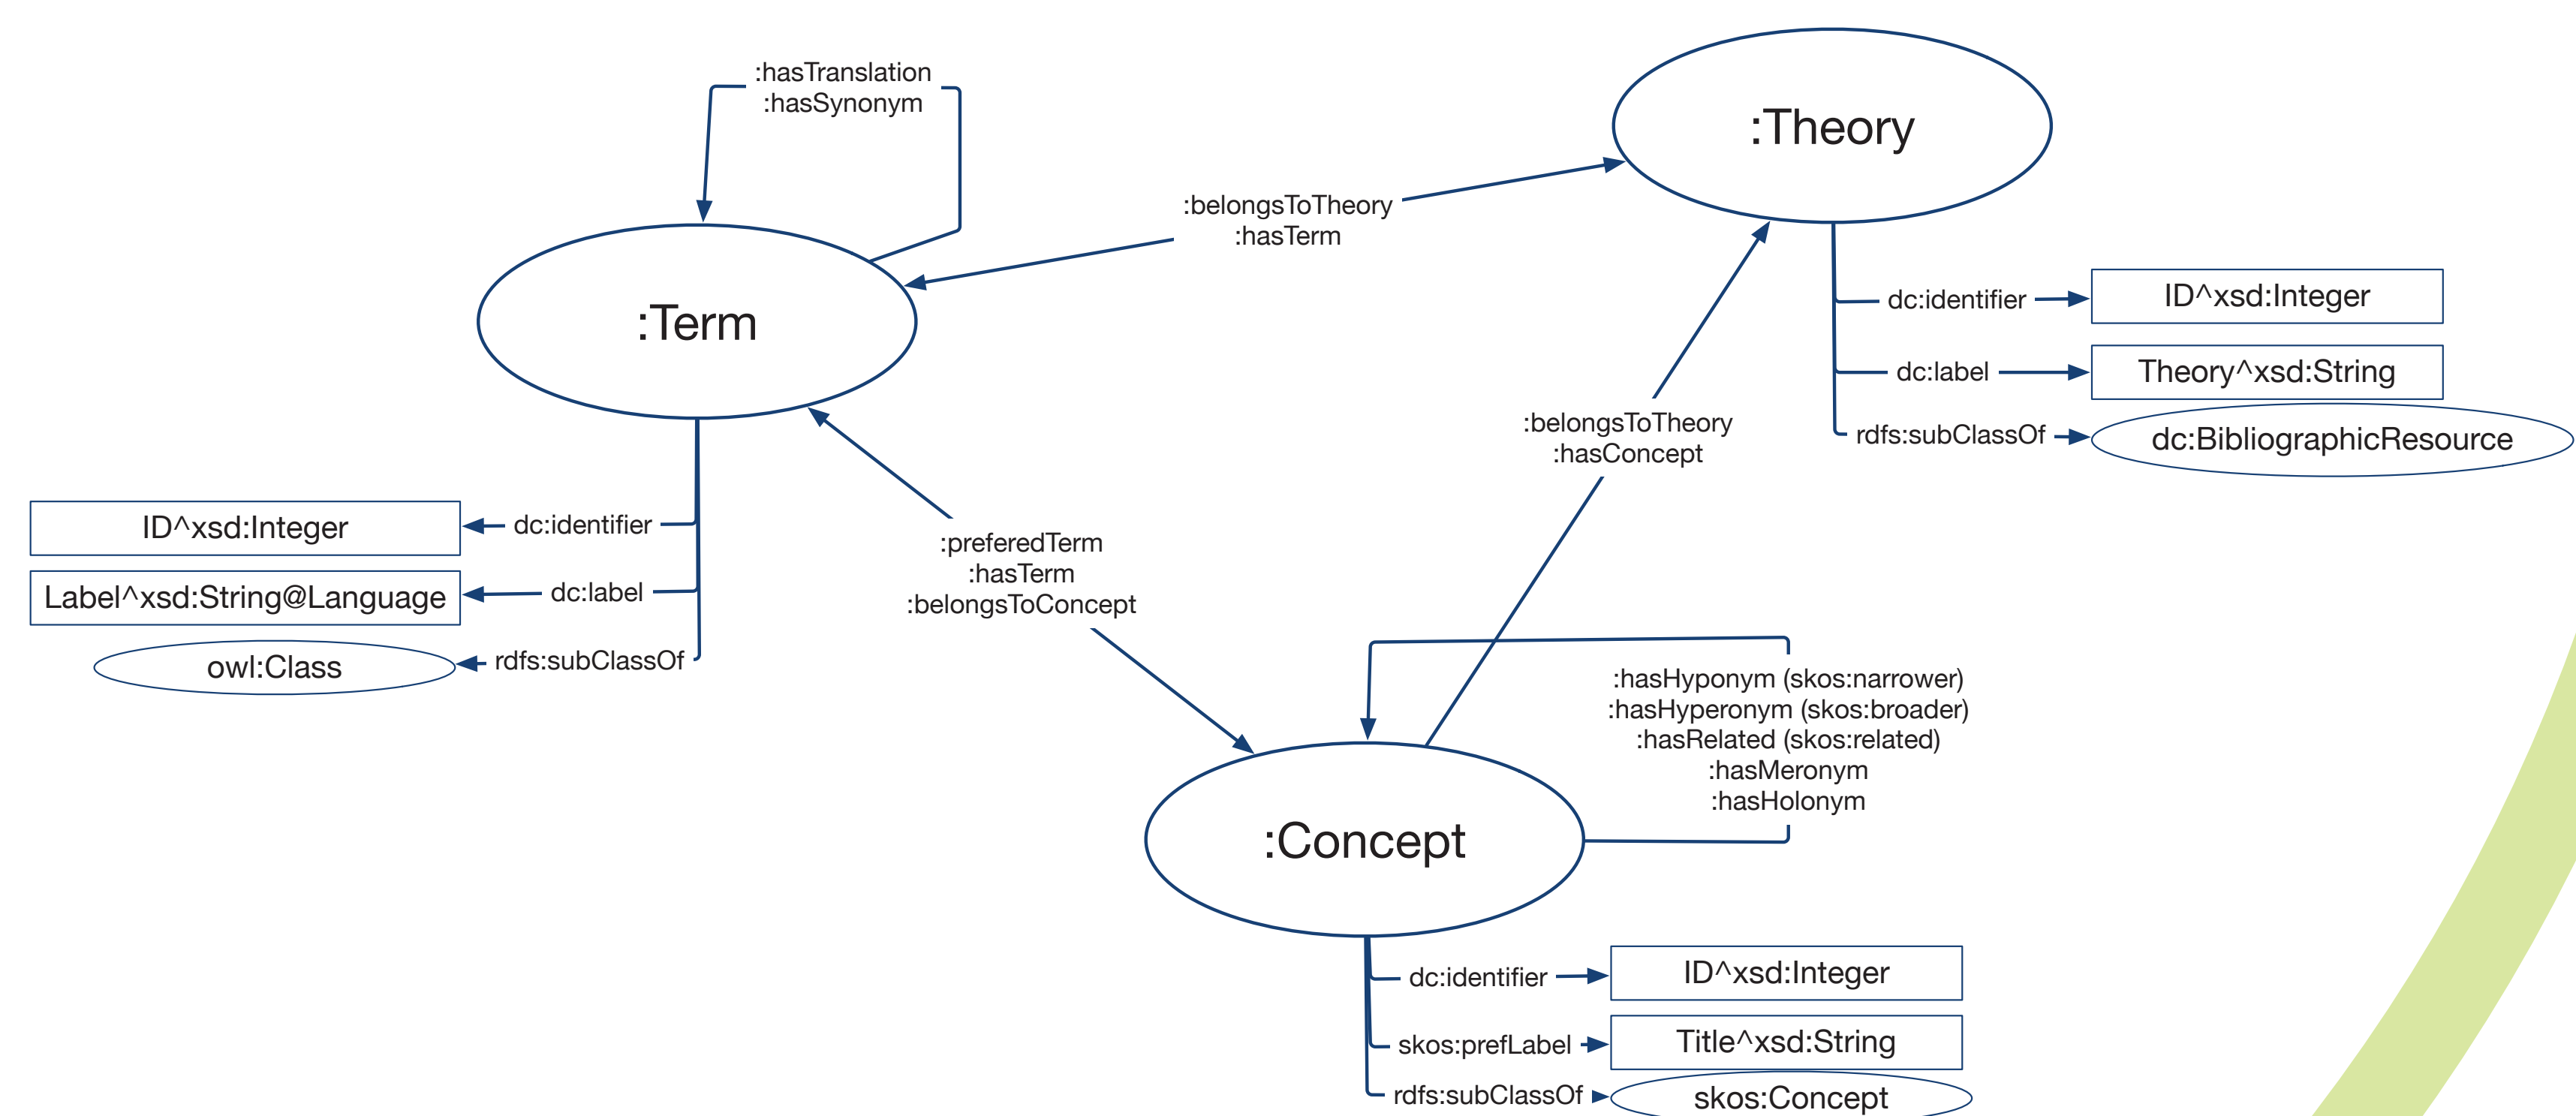 :hasTranslation
:hasSynonym
:Theory
:belongsToTheory
:hasTerm
:Term
dc:identifier
ID^xsd:Integer
dc:label
Theory^xsd:String
rdfs:subClassOf
dc:BibliographicResource
:belongsToTheory
:hasConcept
ID^xsd:Integer
dc:identifier
Label^xsd:String@Language
dc:label
owl:Class
rdfs:subClassOf
:preferedTerm
:hasTerm
:belongsToConcept
:hasHyponym (skos:narrower)
:hasHyperonym (skos:broader)
:hasRelated (skos:related)
:hasMeronym
:hasHolonym
:Concept
dc:identifier
ID^xsd:Integer
skos:prefLabel
Title^xsd:String
rdfs:subClassOf
skos:Concept